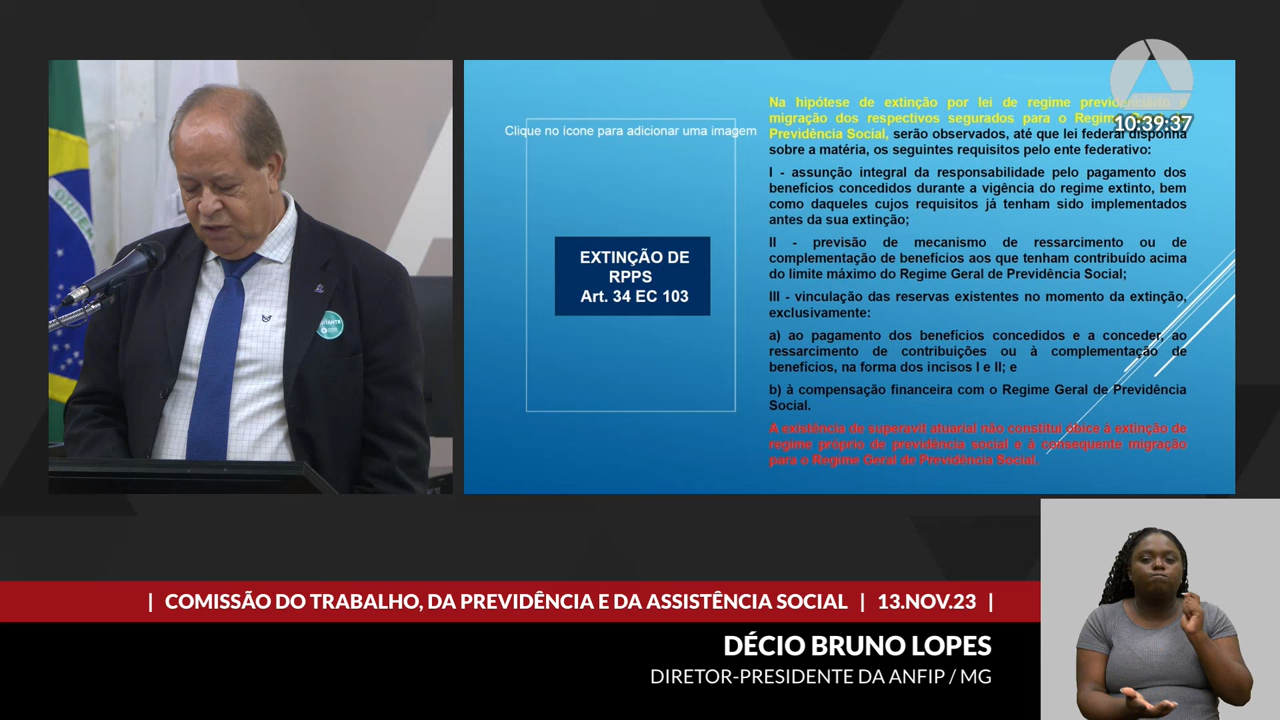 Na hipótese de extinção por lei de regime previdenciário e
migração dos respectivos segurados para o Regime
10:39:37
Clique no ícone para adicionar uma imagem
Previdência Social, serão observados, até que lei federal disponha
sobre a matéria, os seguintes requisitos pelo ente federativo:
I - assunção integral da responsabilidade pelo pagamento dos
benefícios concedidos durante a vigência do regime extinto, bem
como daqueles cujos requisitos já tenham sido implementados
antes da sua extinção;
EXTINÇÃO DE
RPPS
Art. 34 EC 103
II - previsão de mecanismo de ressarcimento ou de
complementação de benefícios aos que tenham contribuído acima
do limite máximo do Regime Geral de Previdência Social;
III - vinculação das reservas existentes no momento da extinção,
exclusivamente:
a) ao pagamento dos benefícios concedidos e a conceder, ao
ressarcimento de contribuições ou à complementação de
benefícios, na forma dos incisos I e II; e
b) à compensação financeira com o Regime Geral de Previdência
Social.
A existência de superavit atuarial não constitui óbice à extinção de
regime próprio de previdência social e à consequente migração
para o Regime Geral de Previdência Social.
| COMISSÃO DO TRABALHO, DA PREVIDÊNCIA E DA ASSISTÊNCIA SOCIAL | 13.NOV.23 |
DÉCIO BRUNO LOPES
DIRETOR-PRESIDENTE DA ANFIP / MG